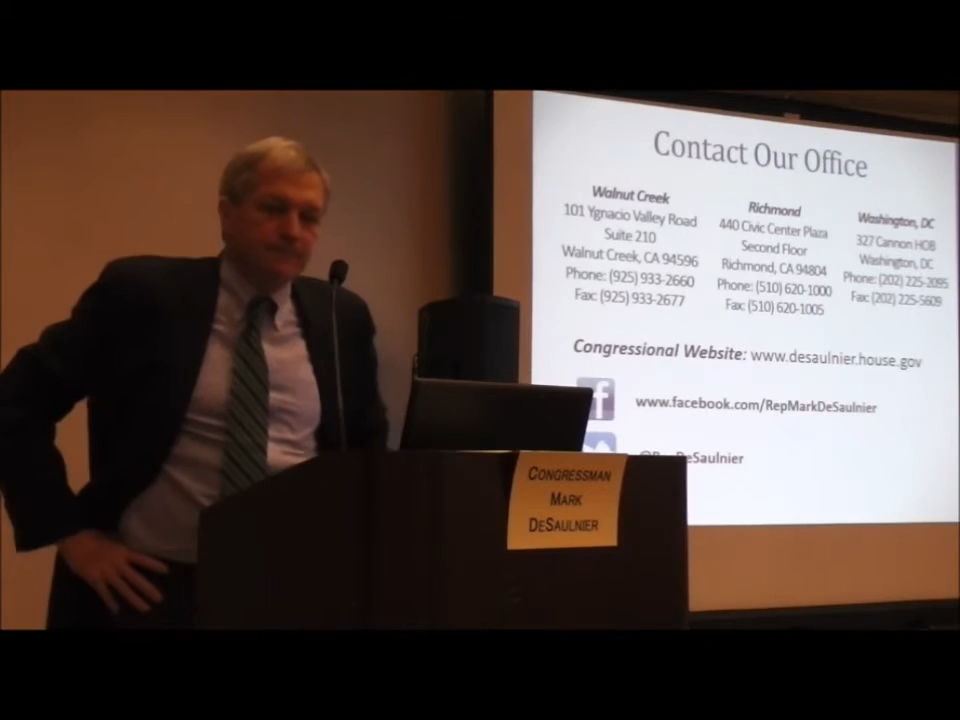 Contact Our Office
Walnut Creek
101 Ygnacio Valley Road
Suite 210
Walnut Creek, CA 94596
Phone: (925) 933-2660
Fax: (925) 933-2677
Richmond
440 Civic Center Plaza
Second Floor
Richmond, CA 94804
Phone: (510) 620-1000
Fax: (510) 620-1005
Washington, DC
327 Cannon HOB
Washington, DC
Phone: (202) 225-2095
Fax: (202) 225-5609
Congressional Website: www.desaulnier.house.gov
f
www.facebook.com/RepMarkDeSaulnier
CONGRESSMAN
MARK
DESAULNIER